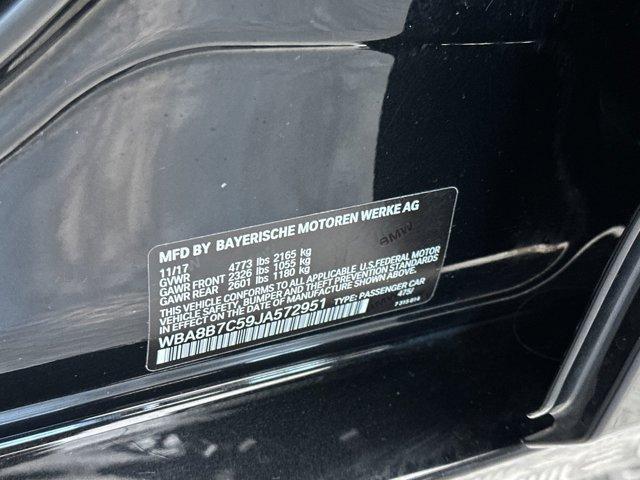 MFD BY BAYERISCHE MOTOREN WERKE AG
11/17
GVWR 4773 lbs 2165 kg
GAWR FRONT 2326 lbs 1055 kg
GAWR REAR 2601 lbs 1180 kg
THIS VEHICLE CONFORMS TO ALL APPLICABLE U.S. FEDERAL MOTOR
VEHICLE SAFETY, BUMPER AND THEFT PREVENTION STANDARDS
IN EFFECT ON THE DATE OF MANUFACTURE SHOWN ABOVE.
WBA8B7C59JA572951 TYPE: PASSENGER CAR
475/
BMW